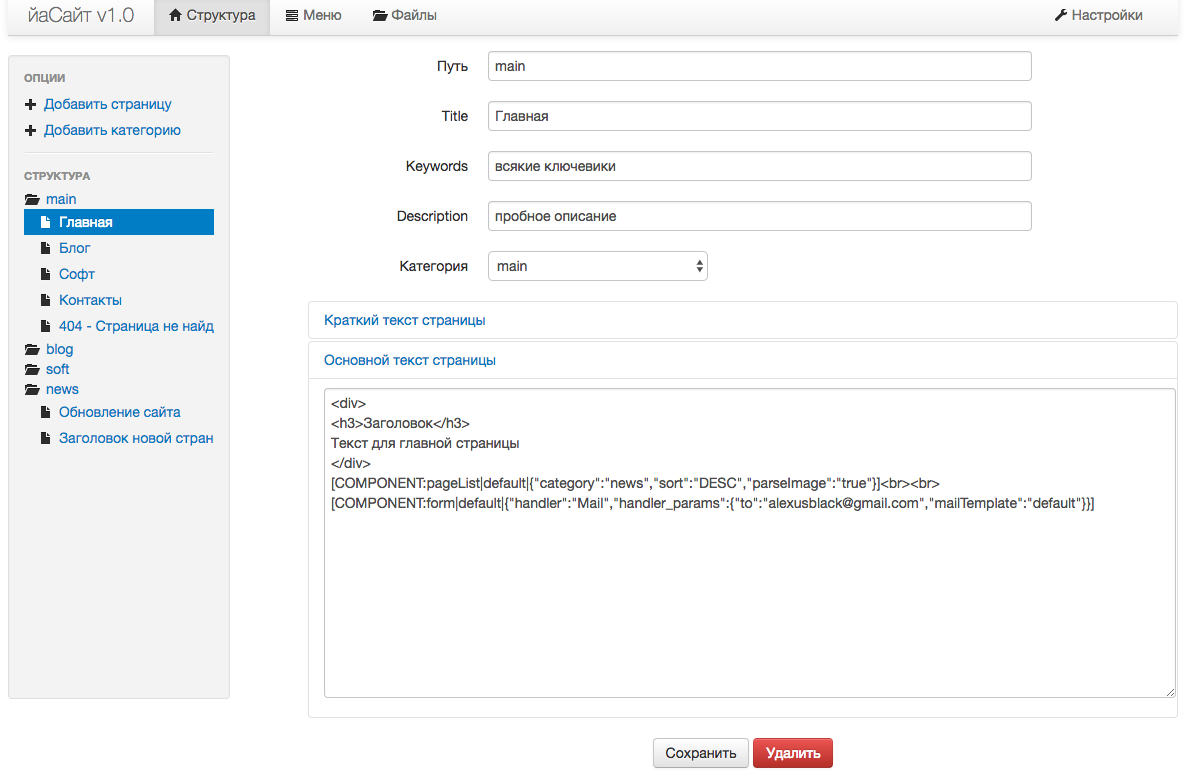 йаСайт v1.0
Структура
Меню
Файлы
Настройки
ОПЦИИ
Добавить страницу
Добавить категорию
СТРУКТУРА
main
Главная
Блог
Софт
Контакты
404 - Страница не найд
blog
soft
news
Обновление сайта
Заголовок новой стран
Путь
main
Title
Главная
Keywords
всякие ключевики
Description
пробное описание
Категория
main
Краткий текст страницы
Основной текст страницы
<div>
<h3>Заголовок</h3>
Текст для главной страницы
</div>
[COMPONENT:pageList|default|{"category":"news","sort":"DESC","parseImage":"true"}]<br><br>
[COMPONENT:form|default|{"handler":"Mail","handler_params":{"to":"alexusblack@gmail.com","mailTemplate":"default"}}]
Сохранить
Удалить